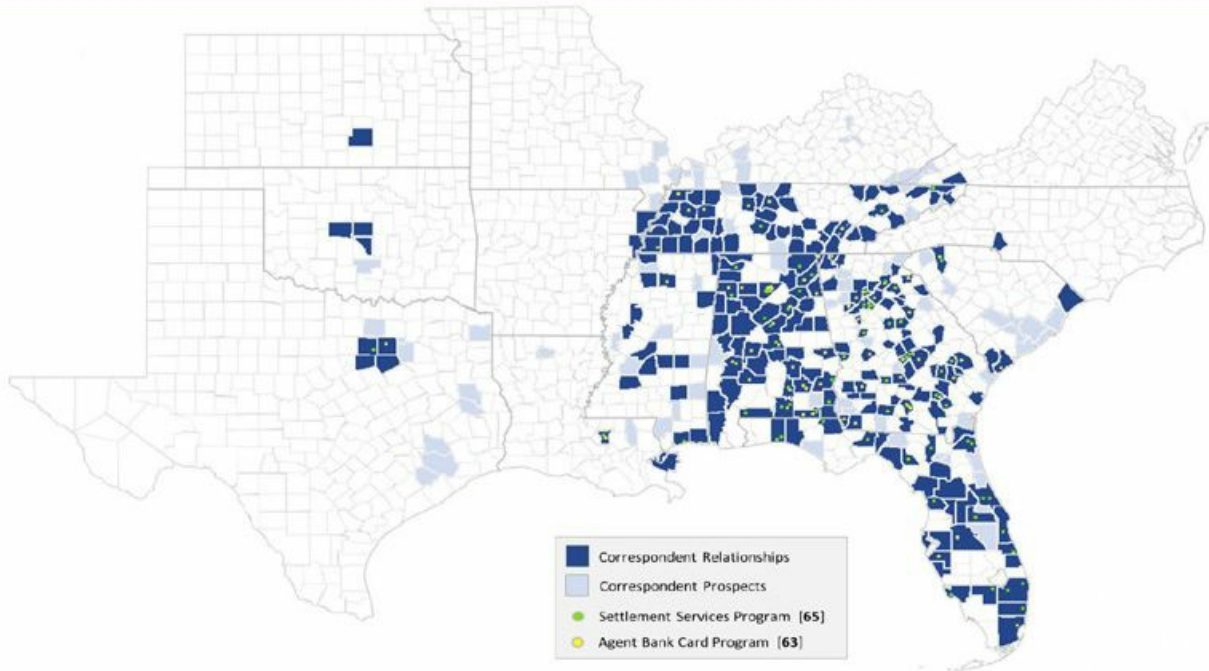 Correspondent Relationships
Correspondent Prospects
Settlement Services Program [65]
Agent Bank Card Program [63]